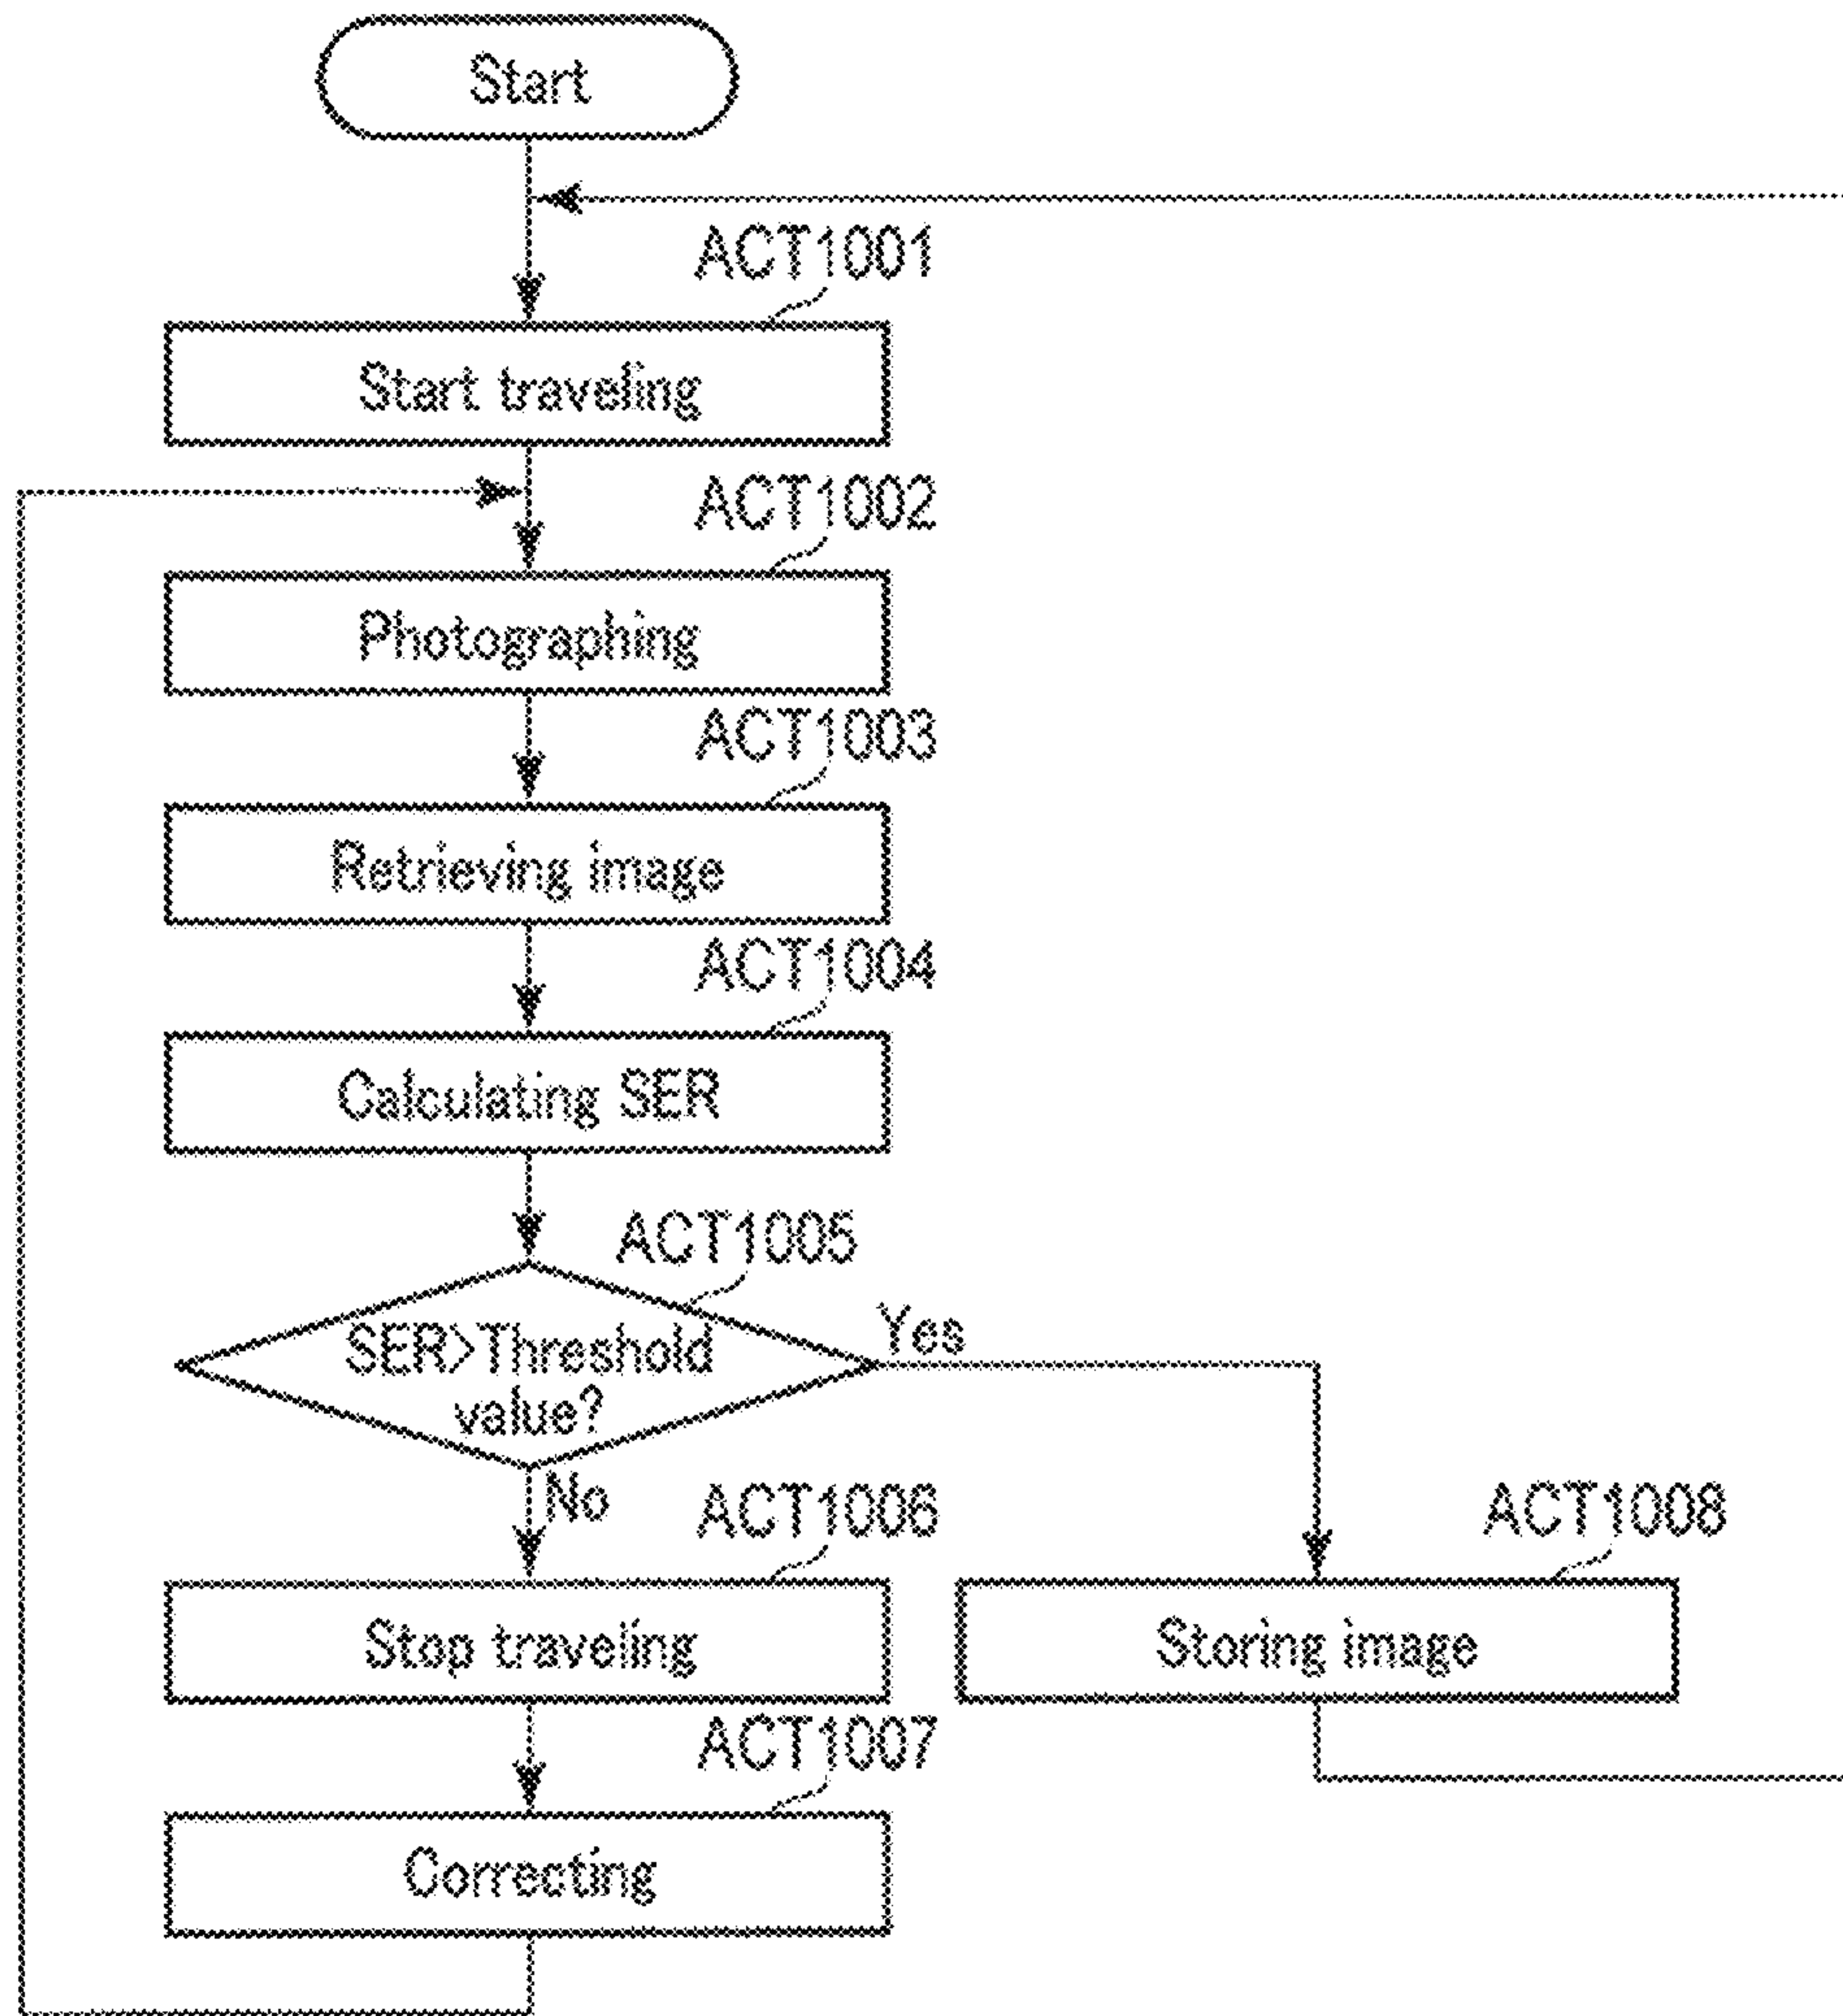 Start
ACT1001
Start traveling
ACT1002
Photographing
ACT1003
Retrieving image
ACT1004
Calculating SER
ACT1005
SER>Threshold
value?
Yes
No
ACT1006
Stop traveling
ACT1008
Storing image
ACT1007
Correcting